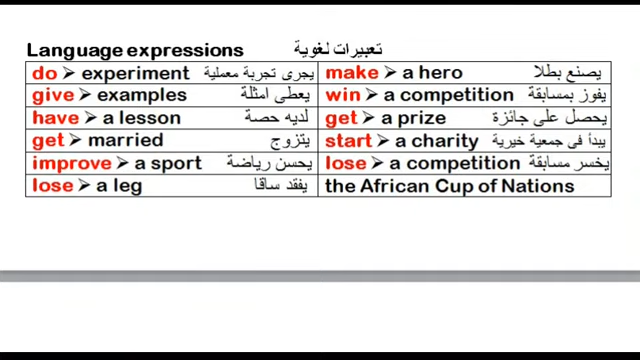 Language expressions تعبيرات لغوية
do ➢ experiment يجرى تجربة معملية make ➢ a hero يصنع بطلا
give ➢ examples يعطى امثلة win ➢ a competition يفوز بمسابقة
have ➢ a lesson لديه حصة get ➢ a prize يحصل على جائزة
get ➢ married يتزوج start ➢ a charity يبدأ فى جمعية خيرية
improve ➢ a sport يحسن رياضة lose ➢ a competition يخسر مسابقة
lose ➢ a leg يفقد ساقا the African Cup of Nations